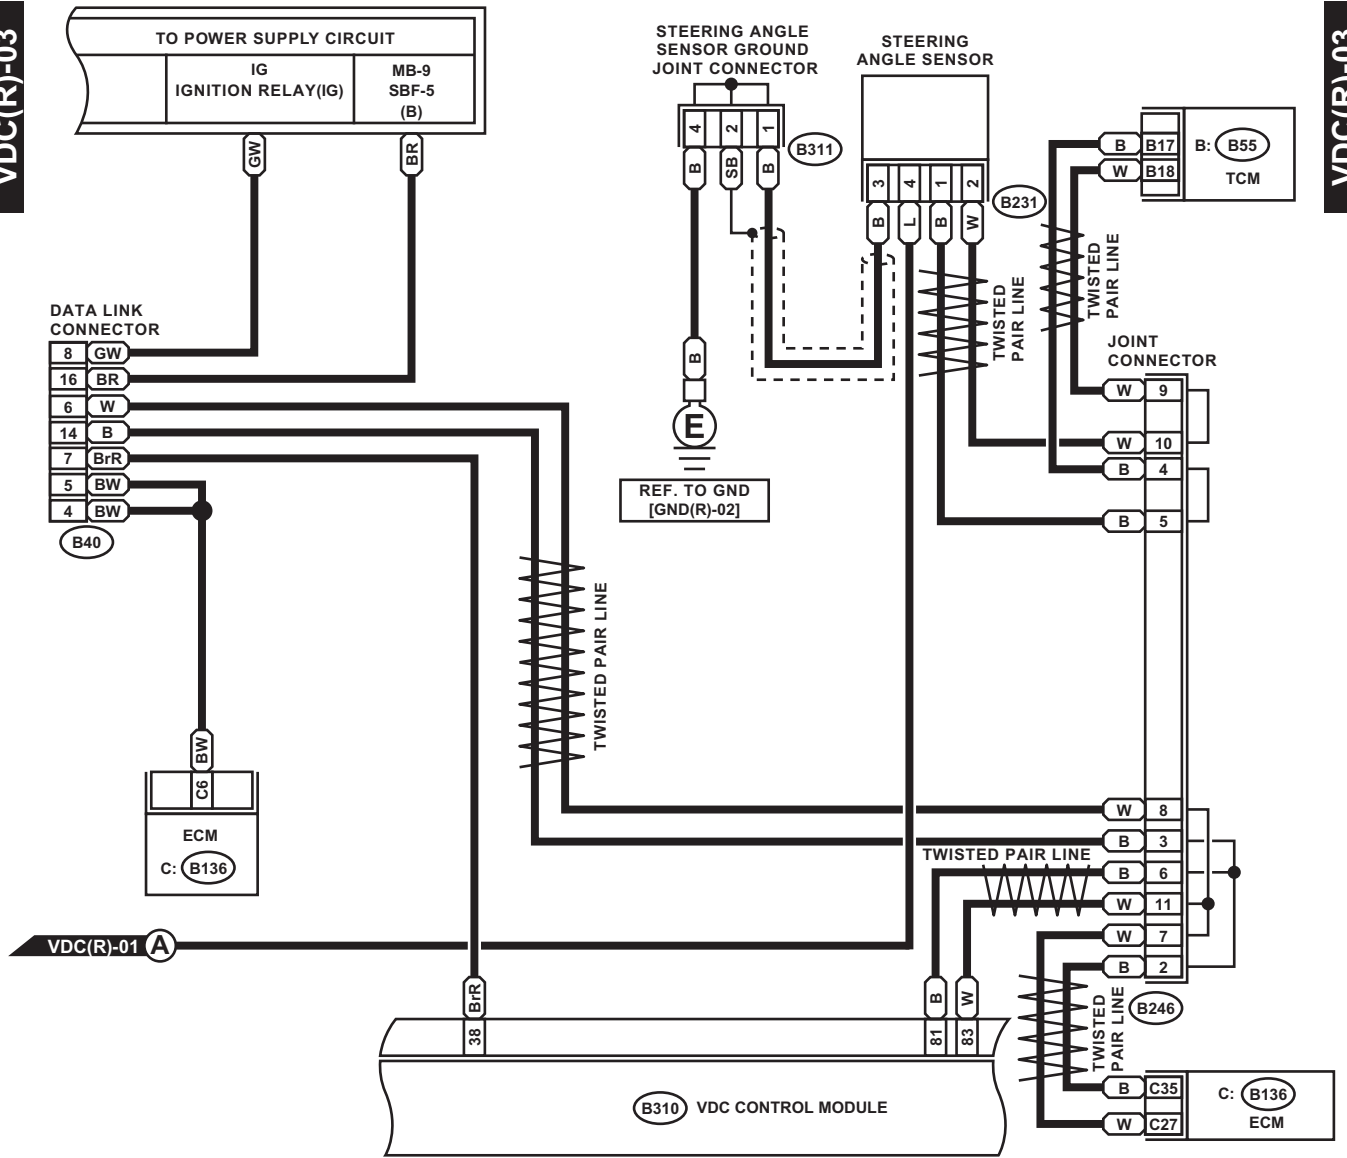 VDC(R)-03
VDC(R)-03
TO POWER SUPPLY CIRCUIT
IG
IGNITION RELAY(IG)
MB-9
SBF-5
(B)
GW
BR
STEERING ANGLE
SENSOR GROUND
JOINT CONNECTOR
4
2
1
B311
B
SB
B
STEERING
ANGLE SENSOR
3
4
1
2
B231
B
L
B
W
B
B17
W
B18
B: B55
TCM
TWISTED
PAIR LINE
TWISTED
PAIR LINE
DATA LINK
CONNECTOR
8 GW
16 BR
6 W
14 B
7 BrR
5 BW
4 BW
B40
B
E
REF. TO GND
[GND(R)-02]
JOINT
CONNECTOR
W 9
W 10
B 4
B 5
TWISTED PAIR LINE
BW
C6
ECM
C: B136
W 8
B 3
TWISTED PAIR LINE
B 6
W 11
W 7
B 2
B246
VDC(R)-01 A
BrR
38
B
81
W
83
B310 VDC CONTROL MODULE
TWISTED
PAIR LINE
B C35
W C27
C: B136
ECM